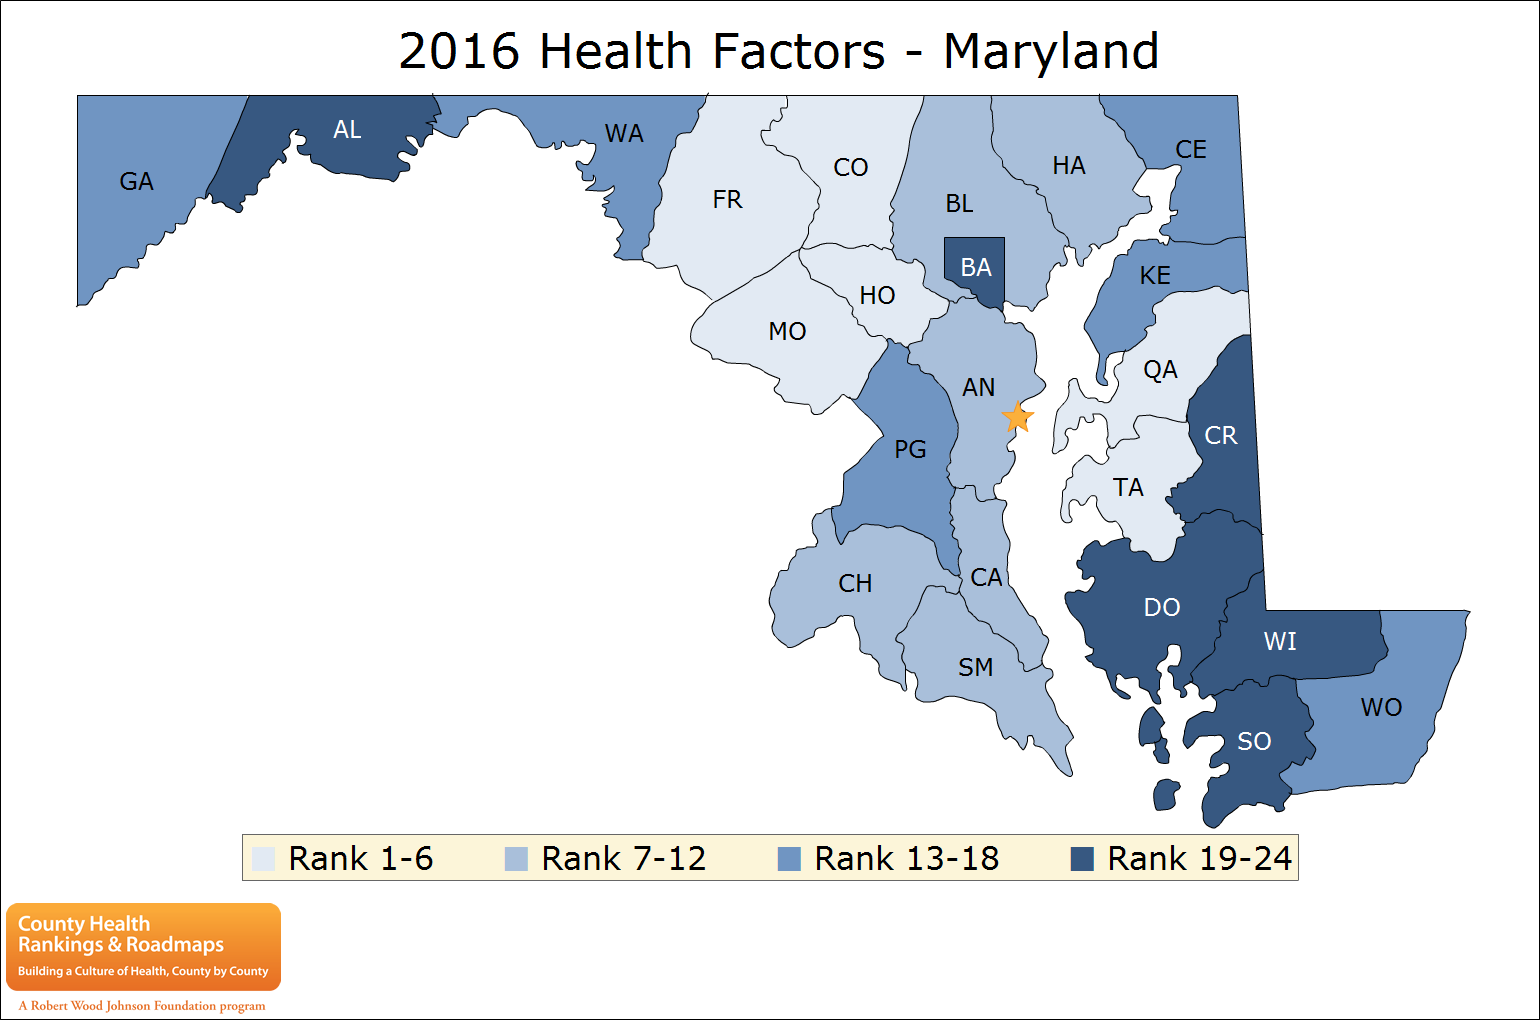 2016 Health Factors - Maryland
GA
AL
WA
FR
CO
BL
HA
CE
BA
KE
HO
MO
QA
AN
CR
PG
TA
CH
CA
DO
WI
SM
WO
SO
Rank 1-6
Rank 7-12
Rank 13-18
Rank 19-24
County Health
Rankings & Roadmaps
Building a Culture of Health, County by County
A Robert Wood Johnson Foundation program